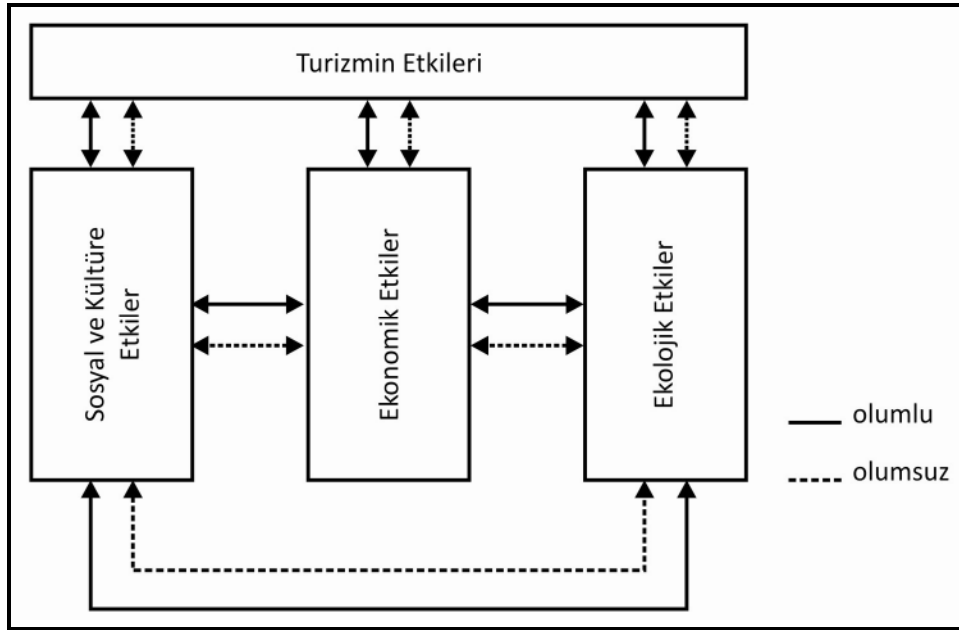 Turizmin Etkileri
Sosyal ve Kültüre
Etkiler
Ekonomik Etkiler
Ekolojik Etkiler
olumlu
olumsuz